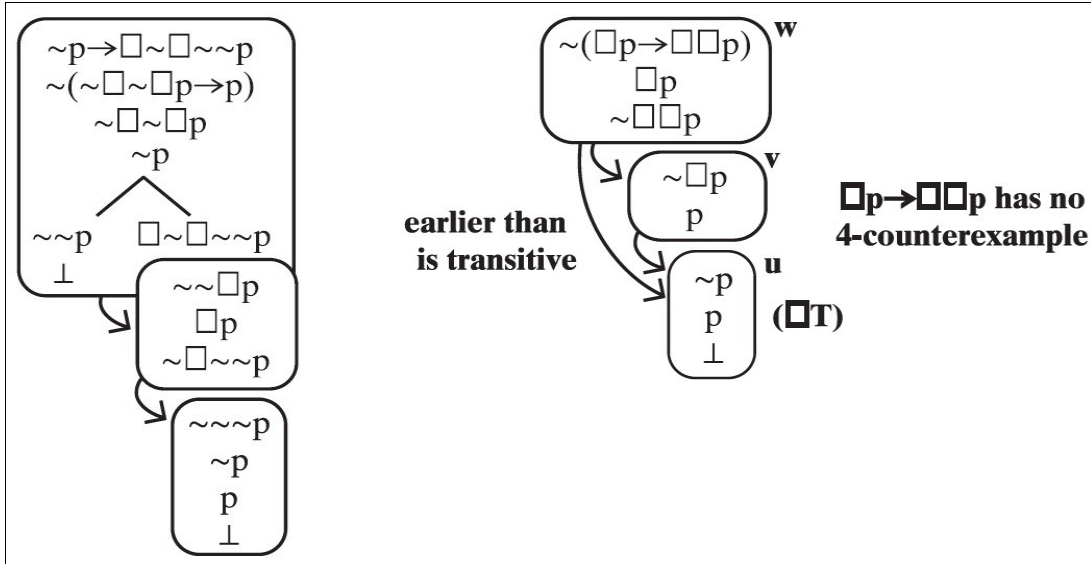 ~p→□~□~~p
~(~□~□p→p)
~□~□p
~p
~~p □~□~~p
⊥
~~□p
□p
~□~~p
~~~p
~p
p
⊥
w
~(□p→□□p)
□p
~□□p
v
~□p
p
earlier than
is transitive
u
~p
p
⊥
(□T)
□p→□□p has no
4-counterexample